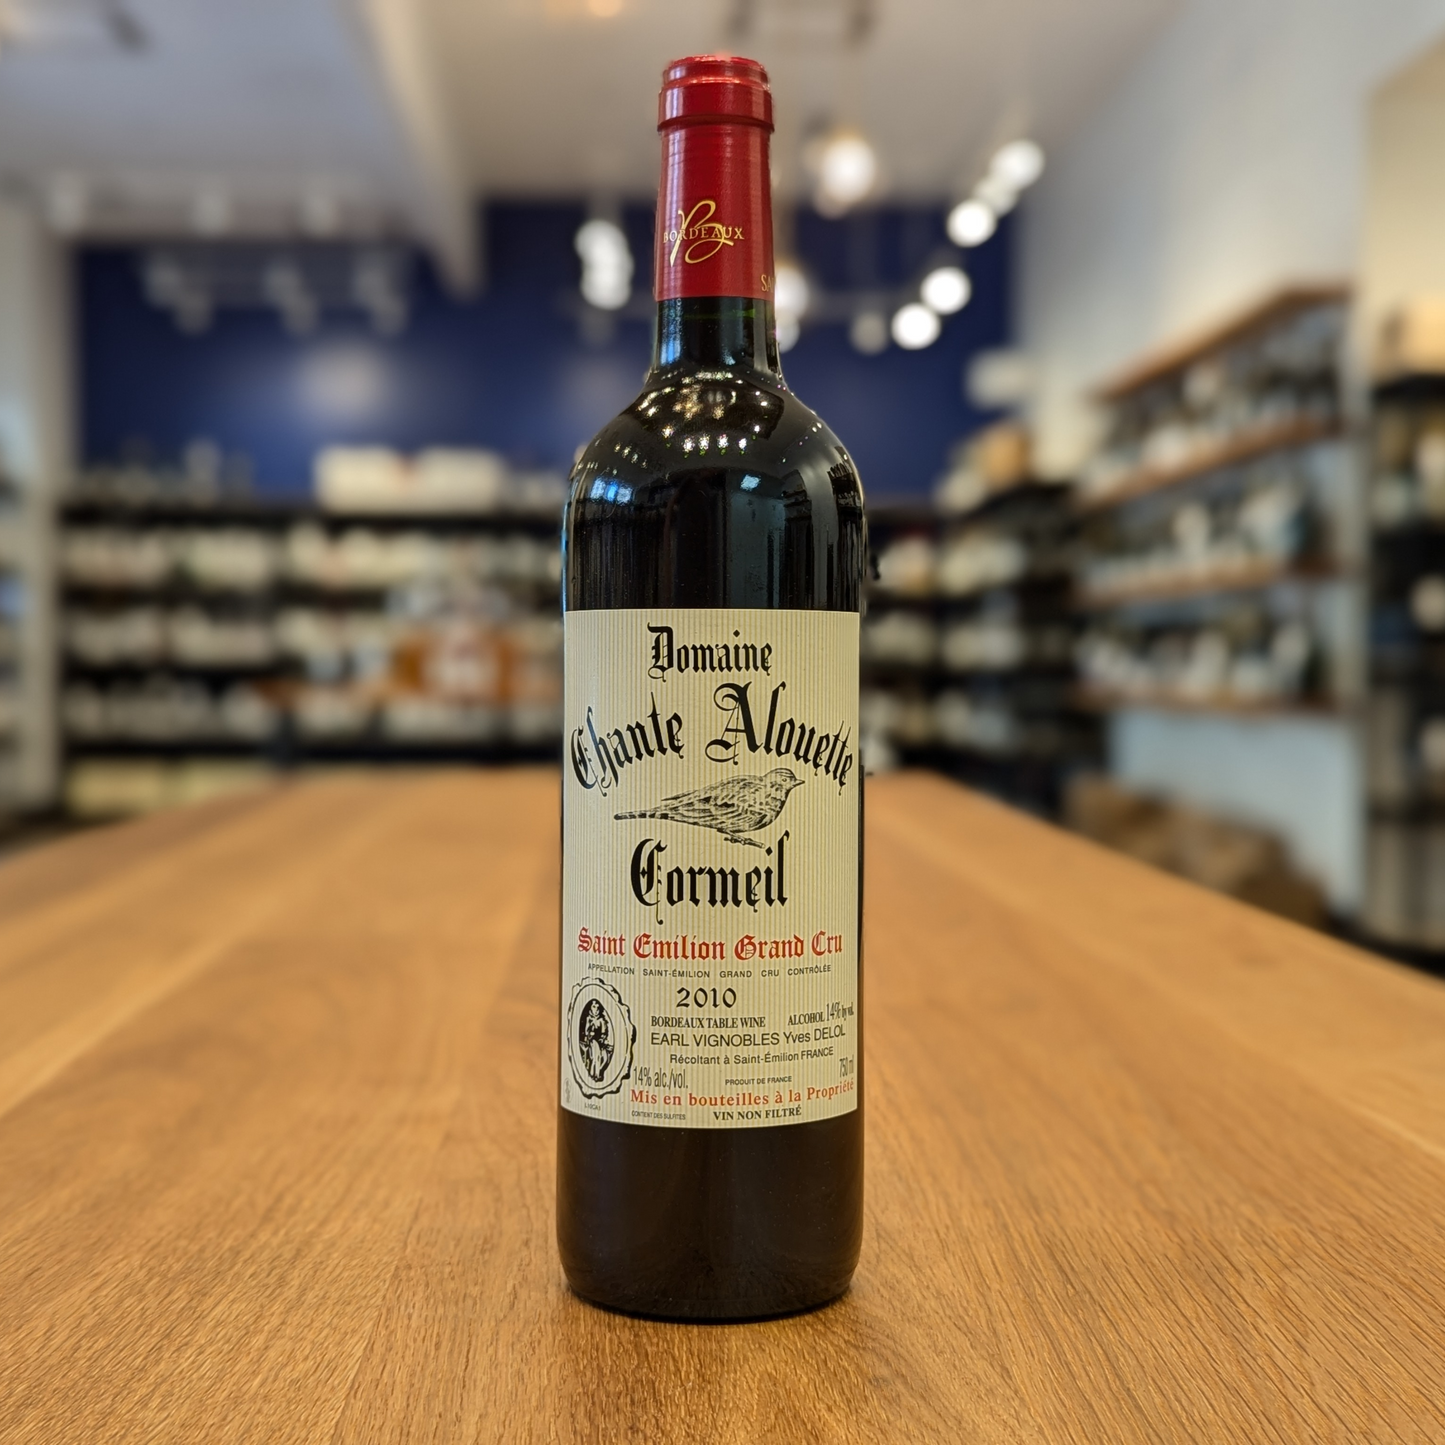 BORDEAUX
Domaine
Chante Alouette
Cormeil
Saint Emilion Grand Cru
APPELLATION SAINT-ÉMILION GRAND CRU CONTRÔLÉE
2010
BORDEAUX TABLE WINE ALCOHOL 14% by vol.
EARL VIGNOBLES Yves DELOL
Récoltant à Saint-Émilion FRANCE
14% alc./vol. PRODUIT DE FRANCE 750 ml
Mis en bouteilles à la Propriété
CONTIENT DES SULFITES VIN NON FILTRÉ